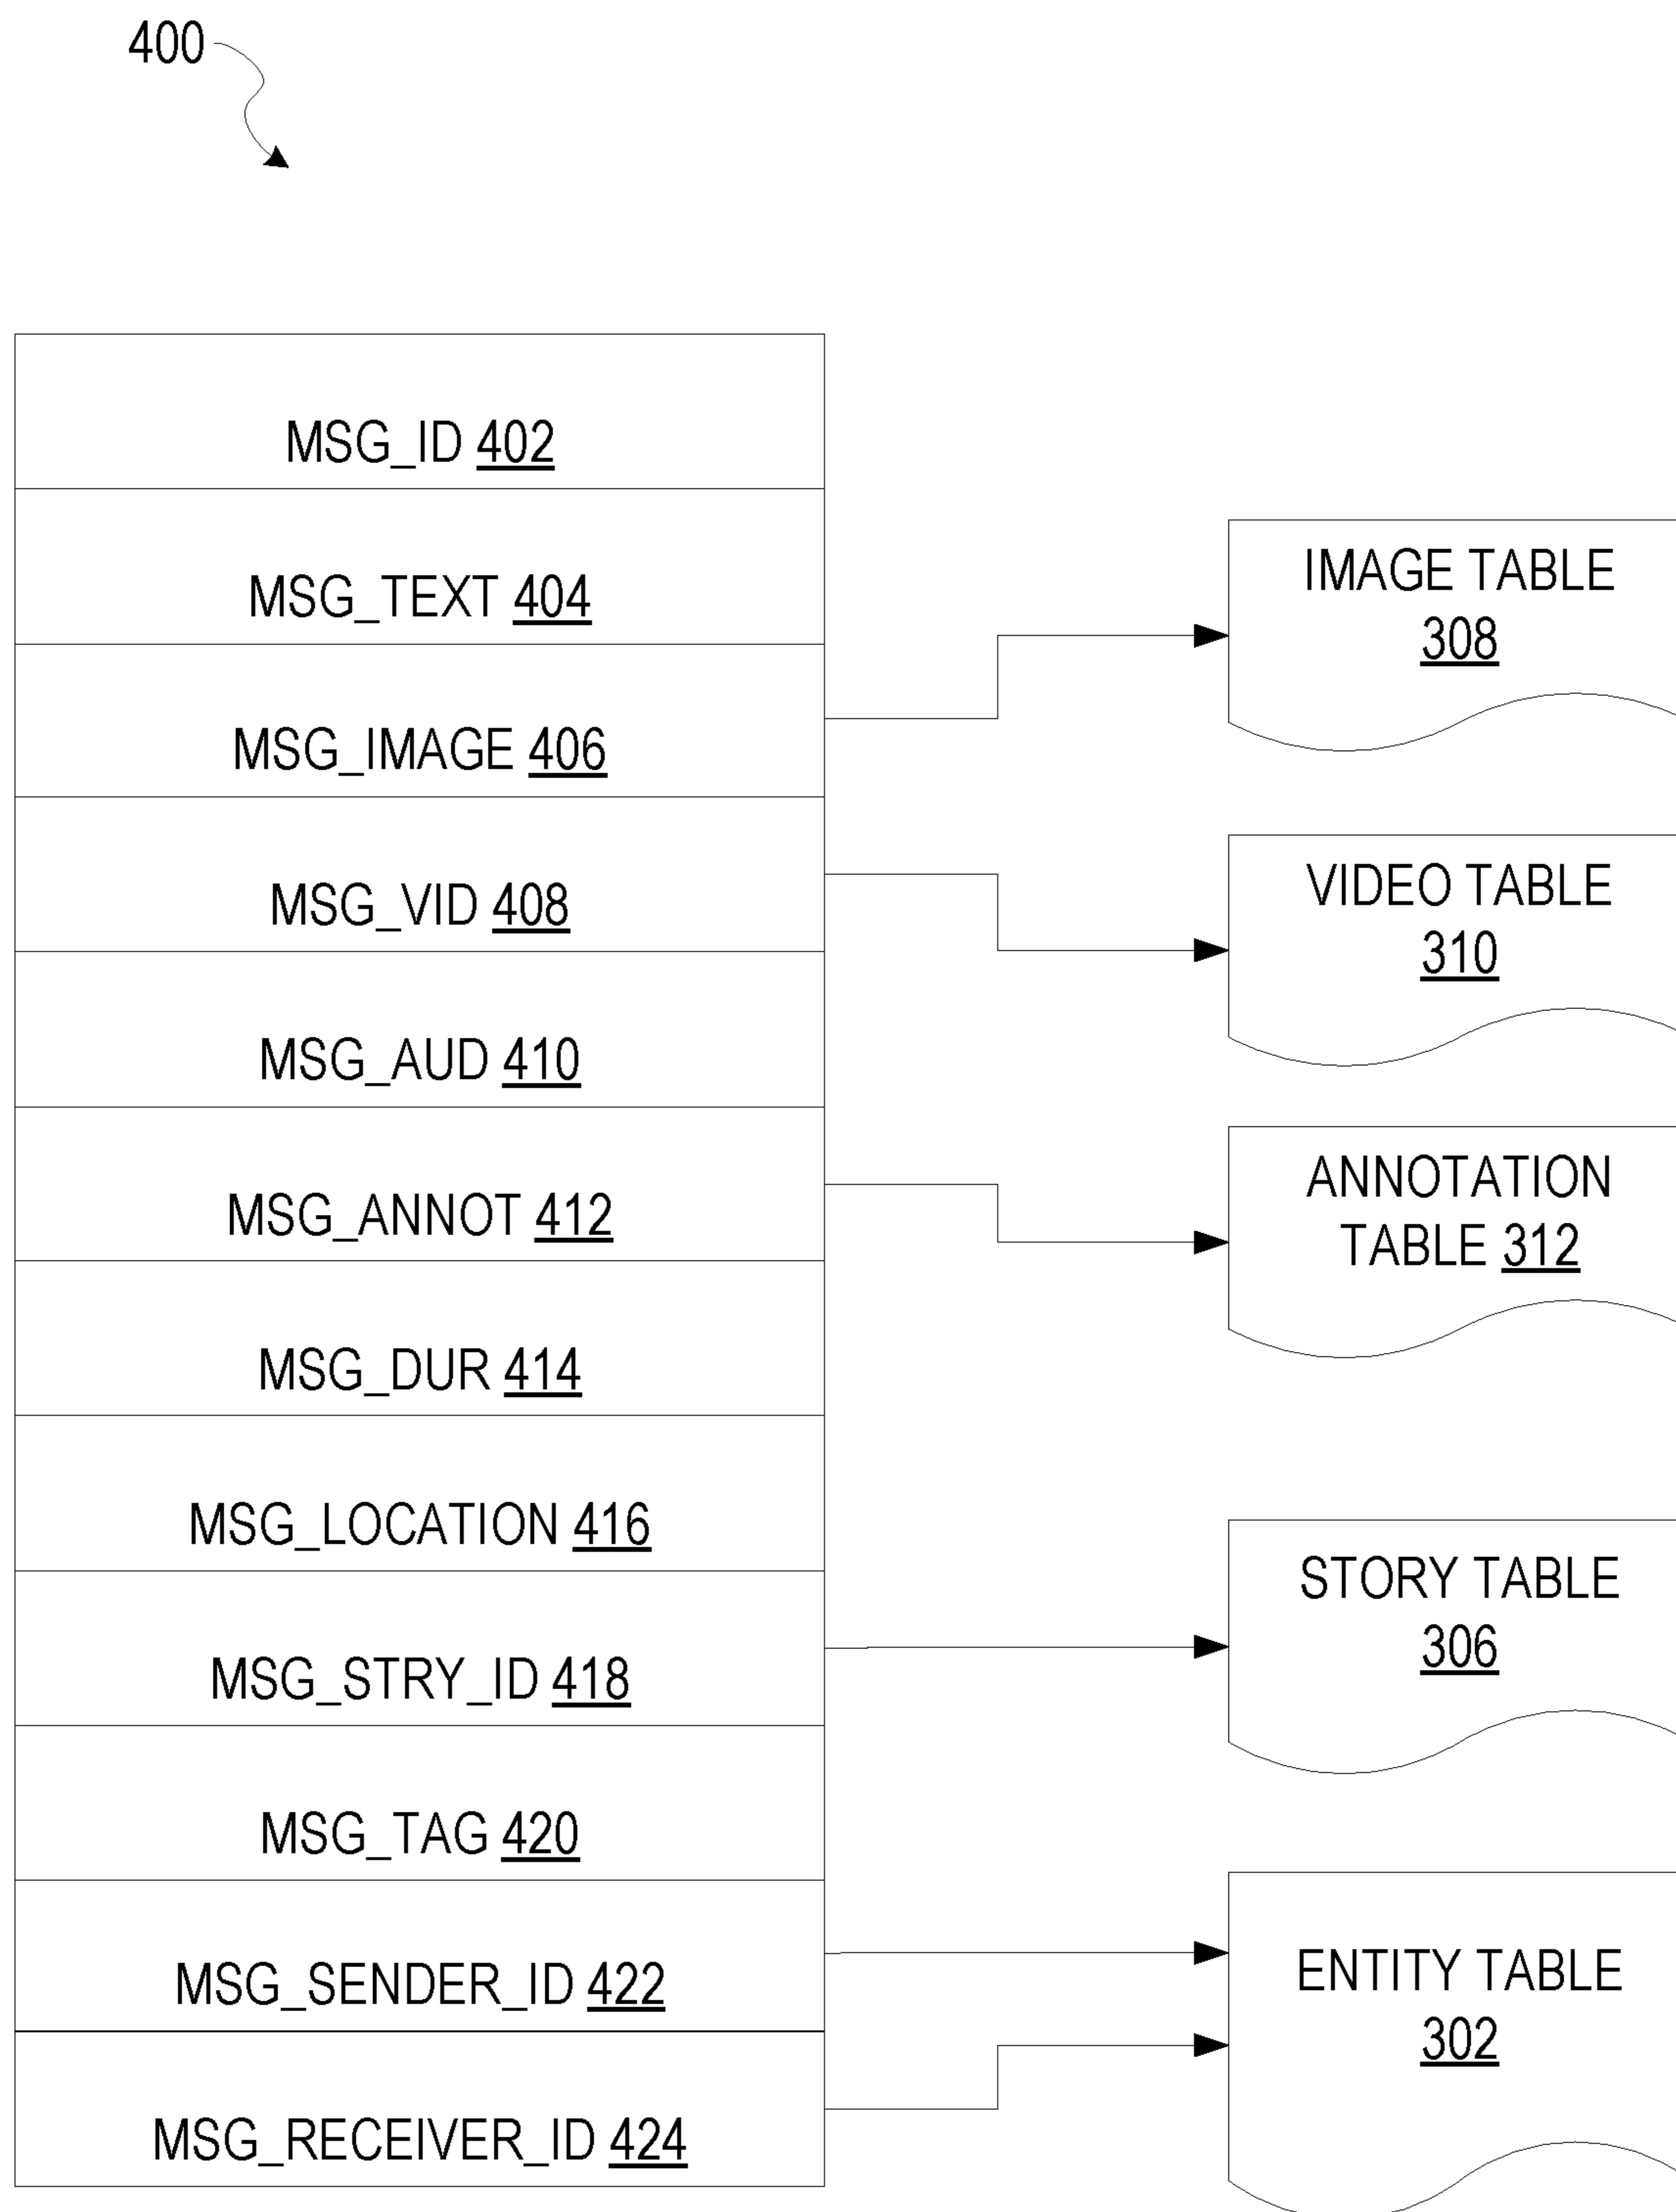 400
MSG_ID 402
MSG_TEXT 404
MSG_IMAGE 406
MSG_VID 408
MSG_AUD 410
MSG_ANNOT 412
MSG_DUR 414
MSG_LOCATION 416
MSG_STRY_ID 418
MSG_TAG 420
MSG_SENDER_ID 422
MSG_RECEIVER_ID 424
IMAGE TABLE
308
VIDEO TABLE
310
ANNOTATION
TABLE 312
STORY TABLE
306
ENTITY TABLE
302